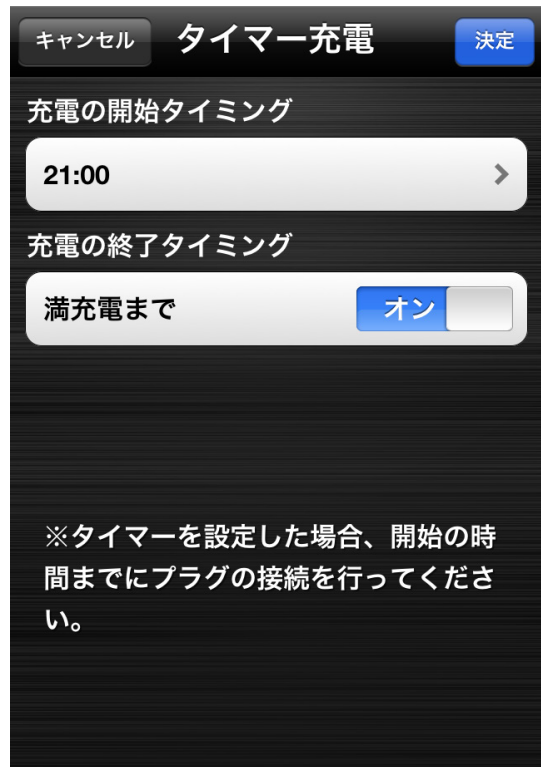 キャンセル タイマー充電 決定
充電の開始タイミング
21:00
充電の終了タイミング
満充電まで オン
※タイマーを設定した場合、開始の時
間までにプラグの接続を行ってくださ
い。